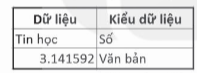 Dữ liệu Kiểu dữ liệu
Tin học Số
3.141592 Văn bản